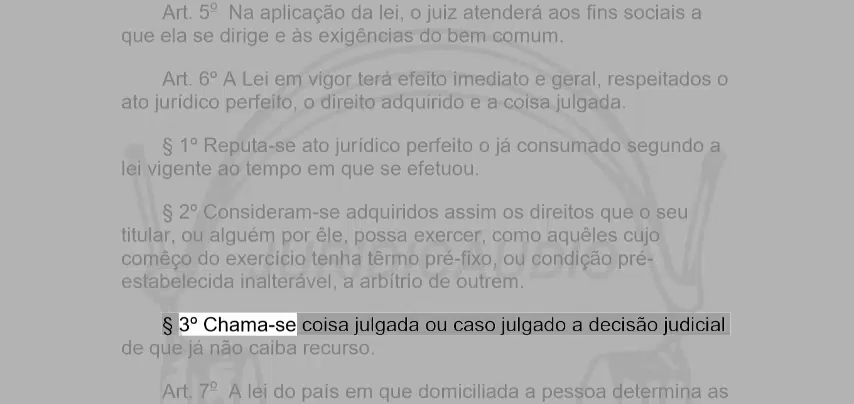 Art. 5º Na aplicação da lei, o juiz atenderá aos fins sociais a
que ela se dirige e às exigências do bem comum.
Art. 6º A Lei em vigor terá efeito imediato e geral, respeitados o
ato jurídico perfeito, o direito adquirido e a coisa julgada.
§ 1º Reputa-se ato jurídico perfeito o já consumado segundo a
lei vigente ao tempo em que se efetuou.
§ 2º Consideram-se adquiridos assim os direitos que o seu
titular, ou alguém por êle, possa exercer, como aquêles cujo
comêço do exercício tenha têrmo pré-fixo, ou condição pré-
estabelecida inalterável, a arbítrio de outrem.
JURIDICAUDIO
§ 3º Chama-se coisa julgada ou caso julgado a decisão judicial
de que já não caiba recurso.
Art. 7º A lei do país em que domiciliada a pessoa determina as